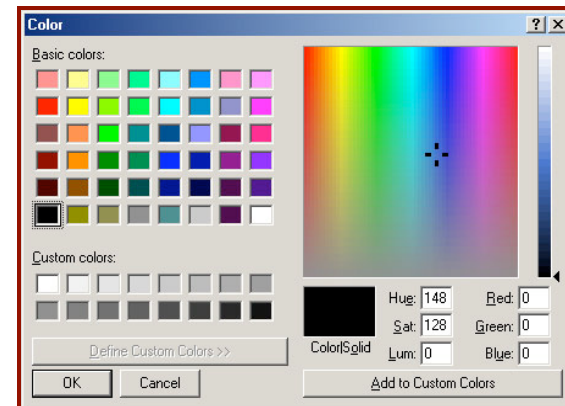 Color
Basic colors:
Custom colors:
Define Custom Colors >>
OK Cancel
Color|Solid
Hue: 148 Red: 0
Sat: 128 Green: 0
Lum: 0 Blue: 0
Add to Custom Colors